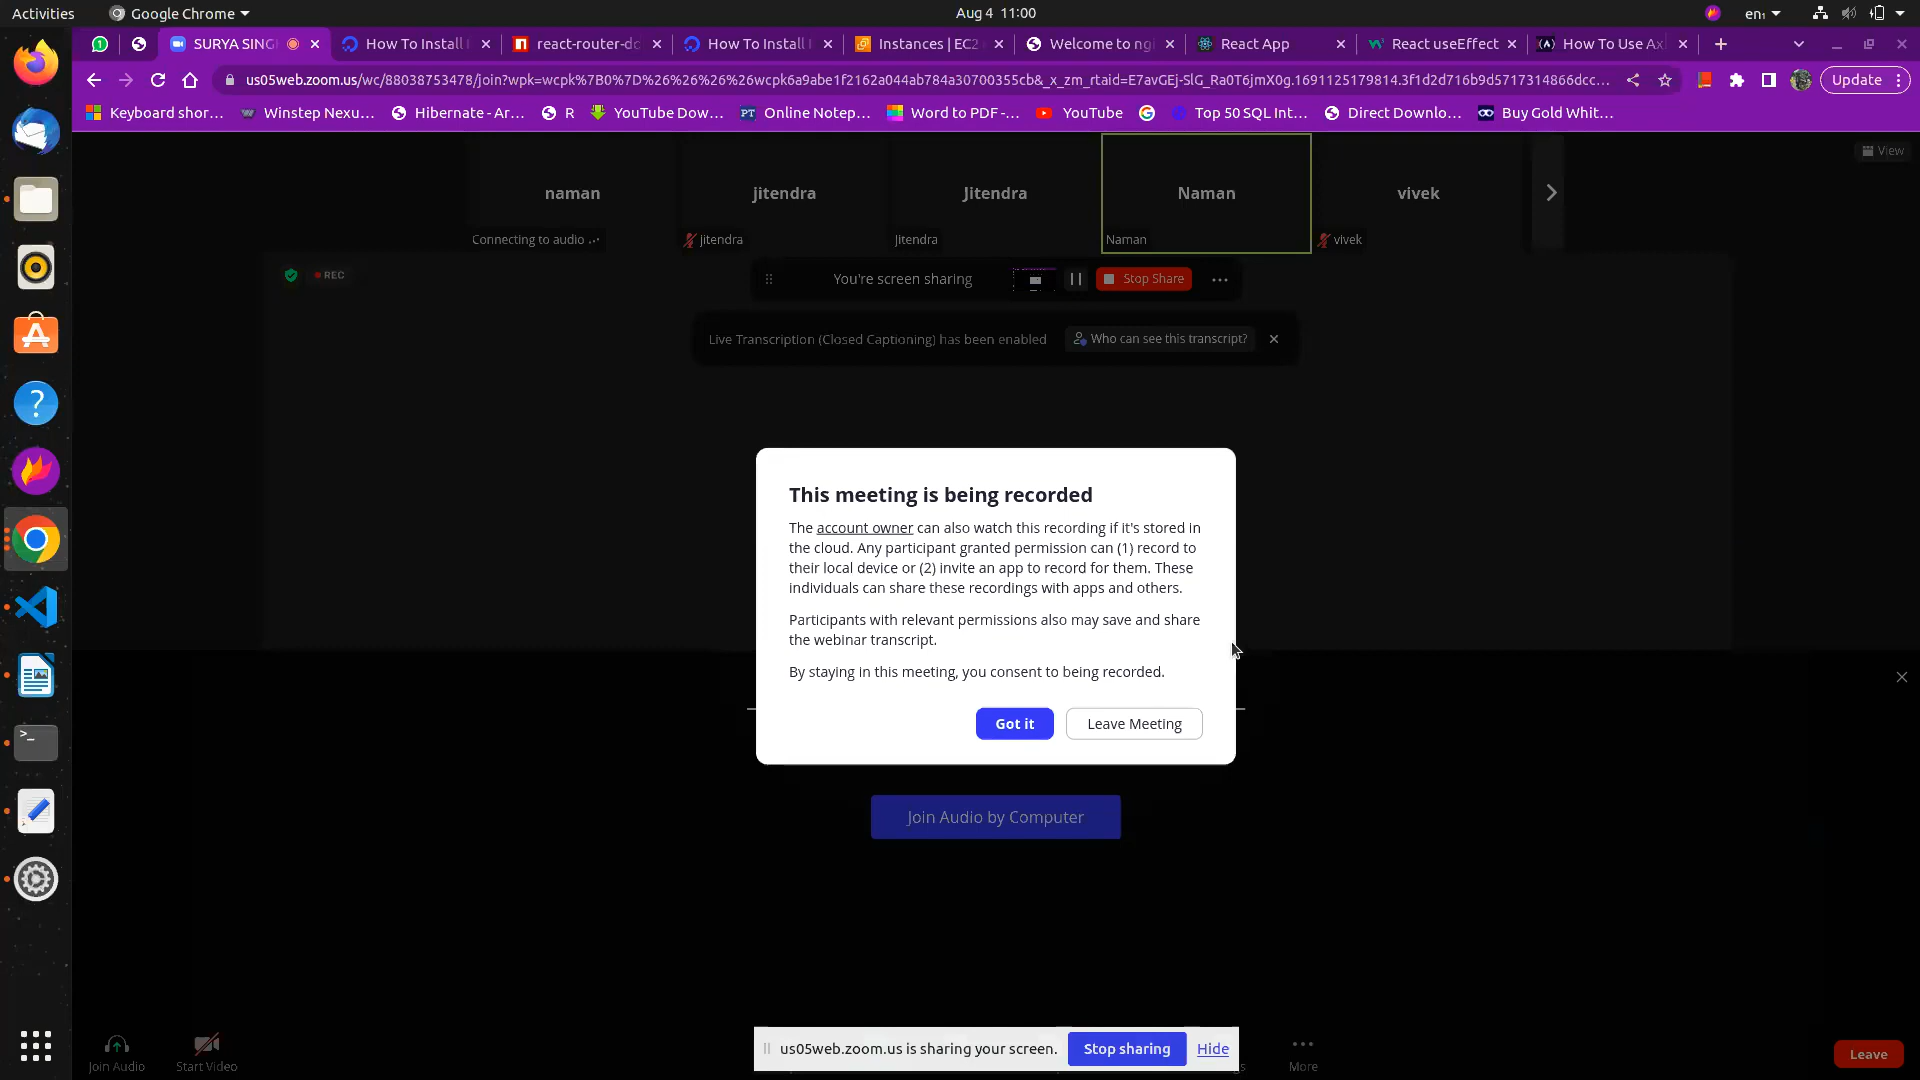 Activities
Google Chrome
Aug 4 11:00
en₁
SURYA SING
How To Install
react-router-do
How To Install
Instances | EC2
Welcome to ng
React App
React useEffect
How To Use Ax
us05web.zoom.us/wc/88038753478/join?wpk=wcpk%7B0%7D%26%26%26%26wcpk6a9abe1f2162a044ab784a30700355cb&_x_zm_rtaid=E7avGEj-SlG_Ra0T6jmX0g.1691125179814.3f1d2d716b9d5717314866dcc...
Update
Keyboard shor...
Winstep Nexu...
Hibernate - Ar...
R
YouTube Dow...
Online Notep...
Word to PDF -...
YouTube
Top 50 SQL Int...
Direct Downlo...
Buy Gold Whit...
View
naman
jitendra
Jitendra
Naman
vivek
Connecting to audio
jitendra
Jitendra
Naman
vivek
REC
You're screen sharing
Stop Share
Live Transcription (Closed Captioning) has been enabled
Who can see this transcript?
This meeting is being recorded
The account owner can also watch this recording if it's stored in
the cloud. Any participant granted permission can (1) record to
their local device or (2) invite an app to record for them. These
individuals can share these recordings with apps and others.
Participants with relevant permissions also may save and share
the webinar transcript.
By staying in this meeting, you consent to being recorded.
Got it
Leave Meeting
Join Audio by Computer
us05web.zoom.us is sharing your screen.
Stop sharing
Hide
Join Audio
Start Video
More
Leave